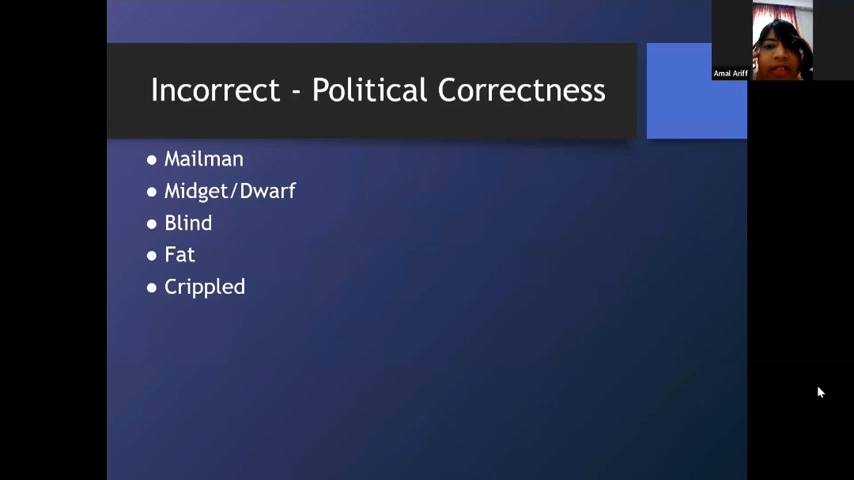 Incorrect - Political Correctness
Mailman
Midget/Dwarf
Blind
Fat
Crippled
Amal Ariff